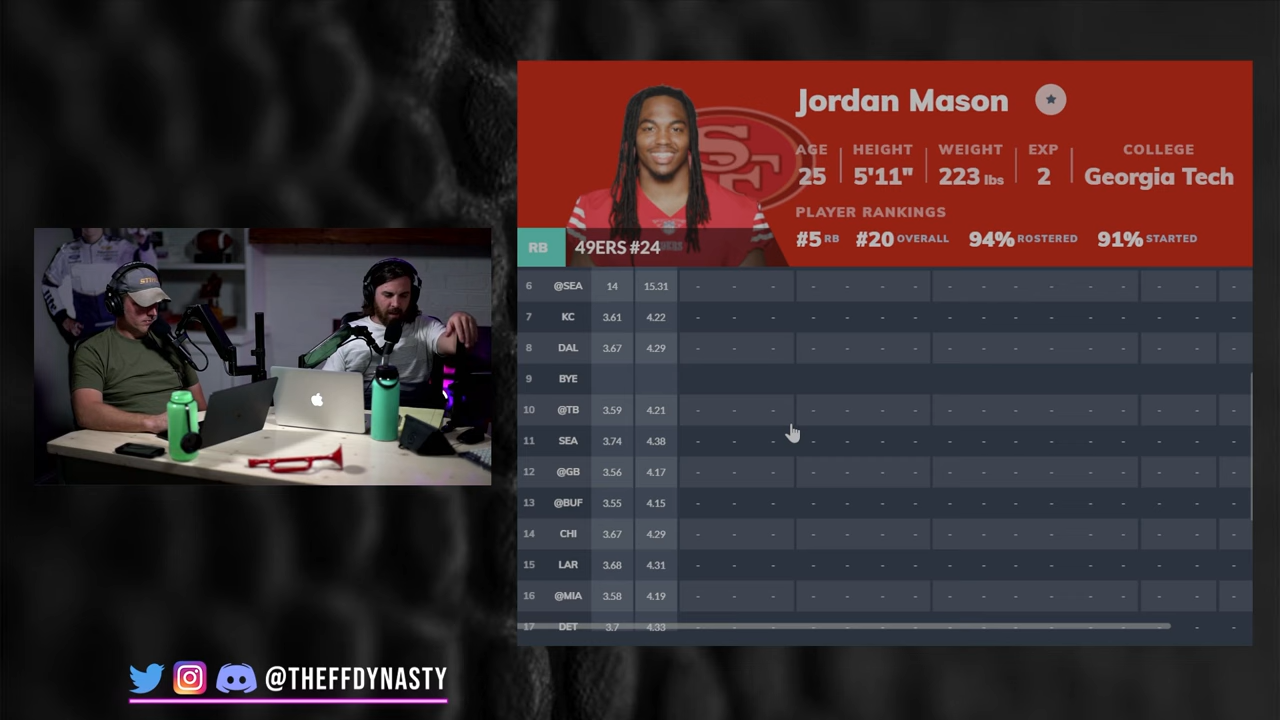 Jordan Mason
AGE HEIGHT WEIGHT EXP COLLEGE
25 5'11" 223 lbs 2 Georgia Tech
PLAYER RANKINGS
#5 RB #20 OVERALL 94% ROSTERED 91% STARTED
RB 49ERS #24
SF
6 @SEA 14 15.31 - - - - - - - - - - - - - - - -
7 KC 3.61 4.22 - - - - - - - - - - - - - - - -
8 DAL 3.67 4.29 - - - - - - - - - - - - - - - -
9 BYE
10 @TB 3.59 4.21 - - - - - - - - - - - - - - - -
11 SEA 3.74 4.38 - - - - - - - - - - - - - - - -
12 @GB 3.56 4.17 - - - - - - - - - - - - - - - -
13 @BUF 3.55 4.15 - - - - - - - - - - - - - - - -
14 CHI 3.67 4.29 - - - - - - - - - - - - - - - -
15 LAR 3.68 4.31 - - - - - - - - - - - - - - - -
16 @MIA 3.58 4.19 - - - - - - - - - - - - - - - -
17 DET 3.7 4.33 - - -
@THEFFDYNASTY